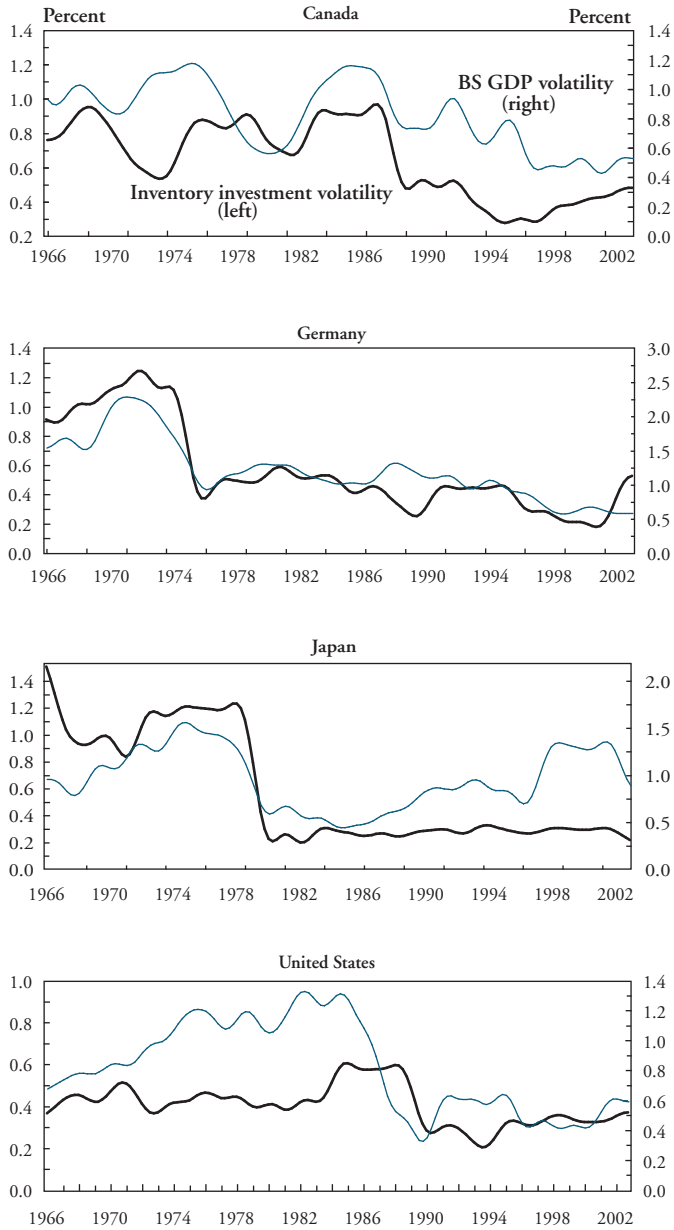 Percent Canada Percent
1.4 1.4
1.2 1.2
BS GDP volatility
(right)
1.0 1.0
0.8 0.8
0.6 0.6
Inventory investment volatility
(left)
0.4 0.4
0.2 0.2
0.0
1966 1970 1974 1978 1982 1986 1990 1994 1998 2002
Germany
1.4 3.0
1.2 2.5
1.0 2.0
0.8 1.5
0.6 1.0
0.4 0.5
0.2
0.0 0.0
1966 1970 1974 1978 1982 1986 1990 1994 1998 2002
Japan
1.4 2.0
1.2 1.5
1.0
0.8 1.0
0.6
0.4 0.5
0.2
0.0 0.0
1966 1970 1974 1978 1982 1986 1990 1994 1998 2002
United States
1.0 1.4
0.8 1.2
1.0
0.6 0.8
0.4 0.6
0.4
0.2 0.2
0.0 0.0
1966 1970 1974 1978 1982 1986 1990 1994 1998 2002